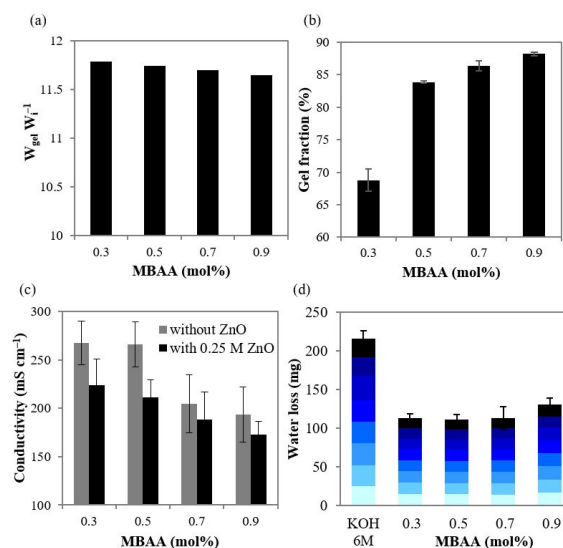 (a)
12
11.5
11
10.5
10
W_gel W_i⁻¹
0.3 0.5 0.7 0.9
MBAA (mol%)
(b)
90
85
80
75
70
65
60
Gel fraction (%)
0.3 0.5 0.7 0.9
MBAA (mol%)
(c)
300
250
200
150
100
Conductivity (mS cm⁻¹)
without ZnO
with 0.25 M ZnO
0.3 0.5 0.7 0.9
MBAA (mol%)
(d)
250
200
150
100
50
0
Water loss (mg)
KOH 0.3 0.5 0.7 0.9
6M
MBAA (mol%)